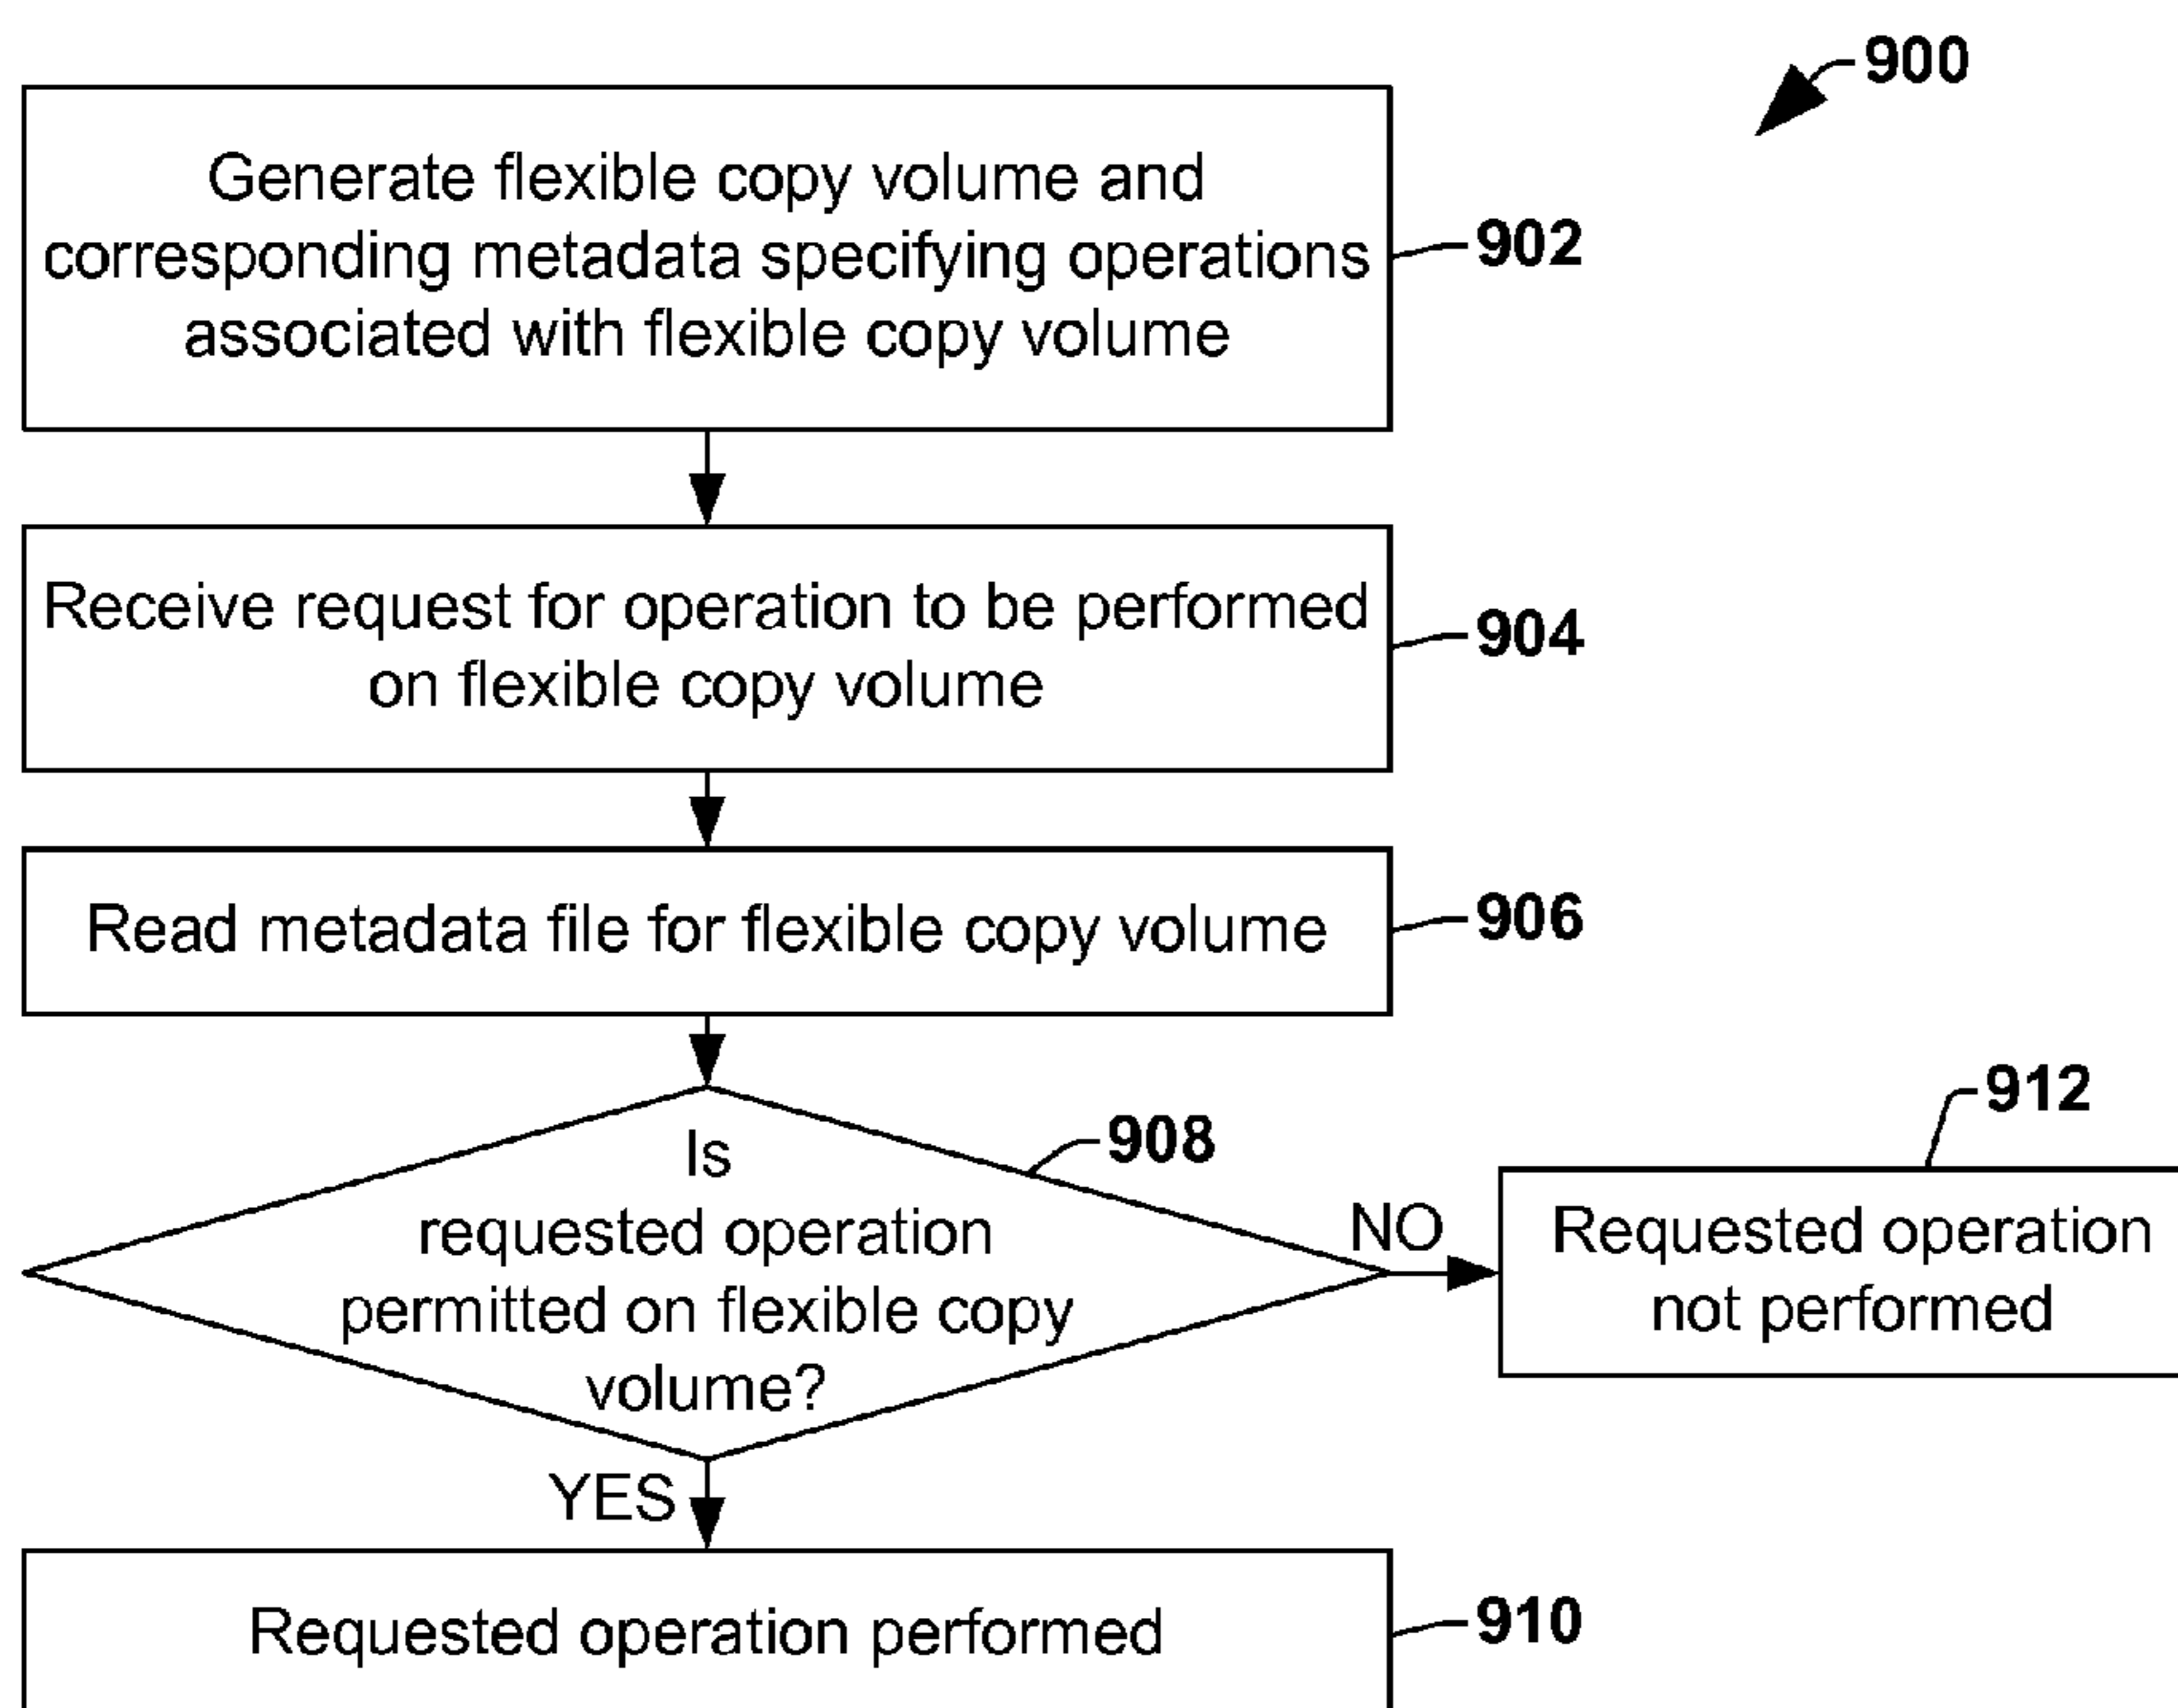 900
Generate flexible copy volume and
corresponding metadata specifying operations
associated with flexible copy volume
902
Receive request for operation to be performed
on flexible copy volume
904
Read metadata file for flexible copy volume
906
Is
requested operation
permitted on flexible copy
volume?
908
NO
912
Requested operation
not performed
YES
Requested operation performed
910